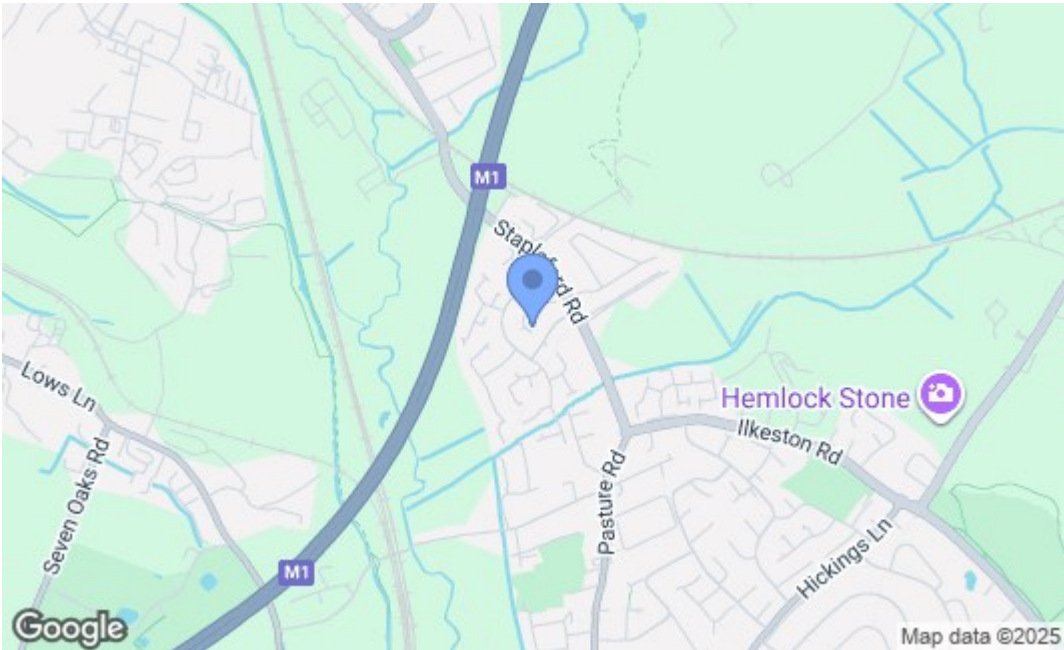 M1
Stapleford Rd
Hemlock Stone
Ilkeston Rd
Lows Ln
Seven Oaks Rd
Pasture Rd
Hickings Ln
M1
Google
Map data ©2025